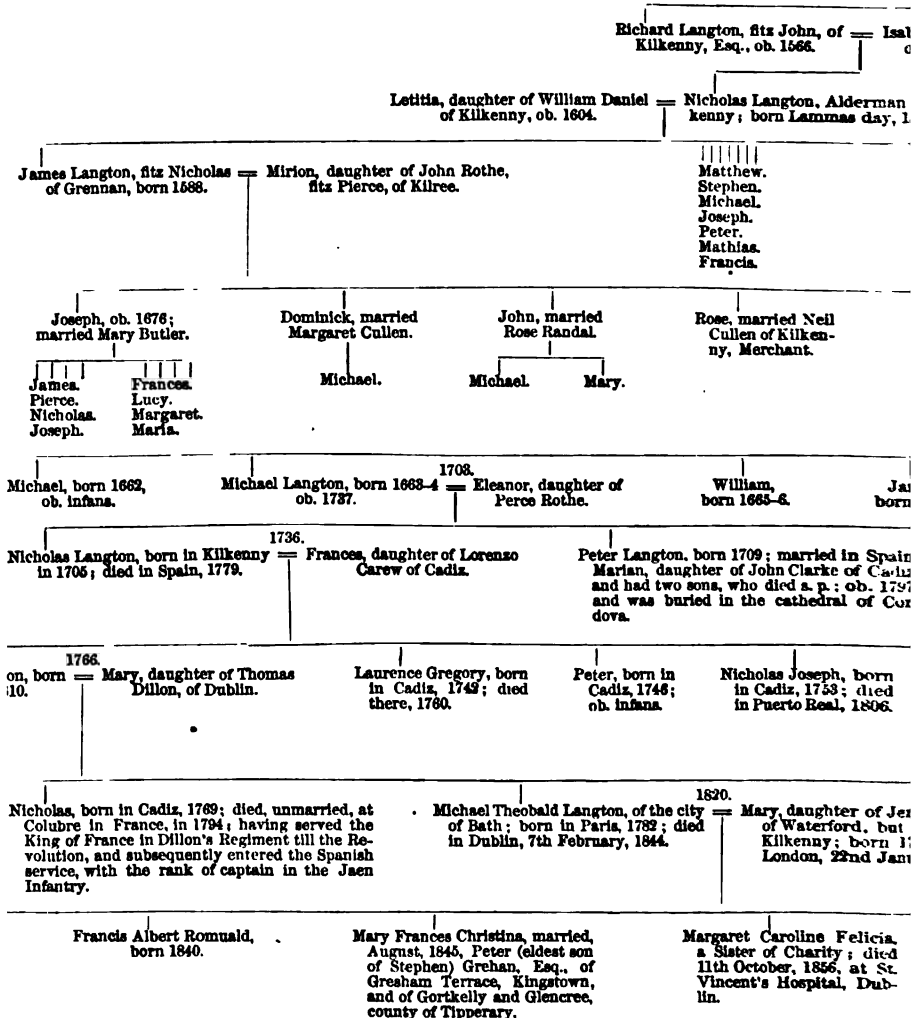 Richard Langton, fitz John, of = Isa
Kilkenny, Esq., ob. 1566.
Letitia, daughter of William Daniel = Nicholas Langton, Alderman
of Kilkenny, ob. 1604. kenny; born Lammas day, 1
James Langton, fitz Nicholas = Mirion, daughter of John Rothe,
of Grennan, born 1588. fitz Pierce, of Kilree.
Matthew.
Stephen.
Michael.
Joseph.
Peter.
Mathias.
Francis.
Joseph, ob. 1676;
married Mary Butler.
Dominick, married
Margaret Cullen.
John, married
Rose Randal.
Rose, married Neil
Cullen of Kilken-
ny, Merchant.
James.
Pierce.
Nicholas.
Joseph.
Frances.
Lucy.
Margaret.
Maria.
Michael.
Michael. Mary.
Michael, born 1662,
ob. infans.
1703.
Michael Langton, born 1663-4 = Eleanor, daughter of
ob. 1737. Perce Rothe.
William,
born 1665-6.
Ja
born
1736.
Nicholas Langton, born in Kilkenny = Frances, daughter of Lorenzo
in 1705; died in Spain, 1779. Carew of Cadiz.
Peter Langton, born 1709; married in Spain
Marian, daughter of John Clarke of Cadiz
and had two sons, who died s. p.; ob. 1797
and was buried in the cathedral of Cor
dova.
1766.
on, born = Mary, daughter of Thomas
10. Dillon, of Dublin.
Laurence Gregory, born
in Cadiz, 1742; died
there, 1760.
Peter, born in
Cadiz, 1746;
ob. infans.
Nicholas Joseph, born
in Cadiz, 1753; died
in Puerto Real, 1806.
Nicholas, born in Cadiz, 1769; died, unmarried, at
Colubre in France, in 1794; having served the
King of France in Dillon's Regiment till the Re-
volution, and subsequently entered the Spanish
service, with the rank of captain in the Jaen
Infantry.
1820.
Michael Theobald Langton, of the city = Mary, daughter of Jer
of Bath; born in Paris, 1782; died of Waterford, but
in Dublin, 7th February, 1844. Kilkenny; born 17
London, 22nd Janu
Francis Albert Romuald,
born 1840.
Mary Frances Christina, married,
August, 1845, Peter (eldest son
of Stephen) Grehan, Esq., of
Gresham Terrace, Kingstown,
and of Gortkelly and Glencree,
county of Tipperary.
Margaret Caroline Felicia,
a Sister of Charity; died
11th October, 1856, at St.
Vincent's Hospital, Dub-
lin.